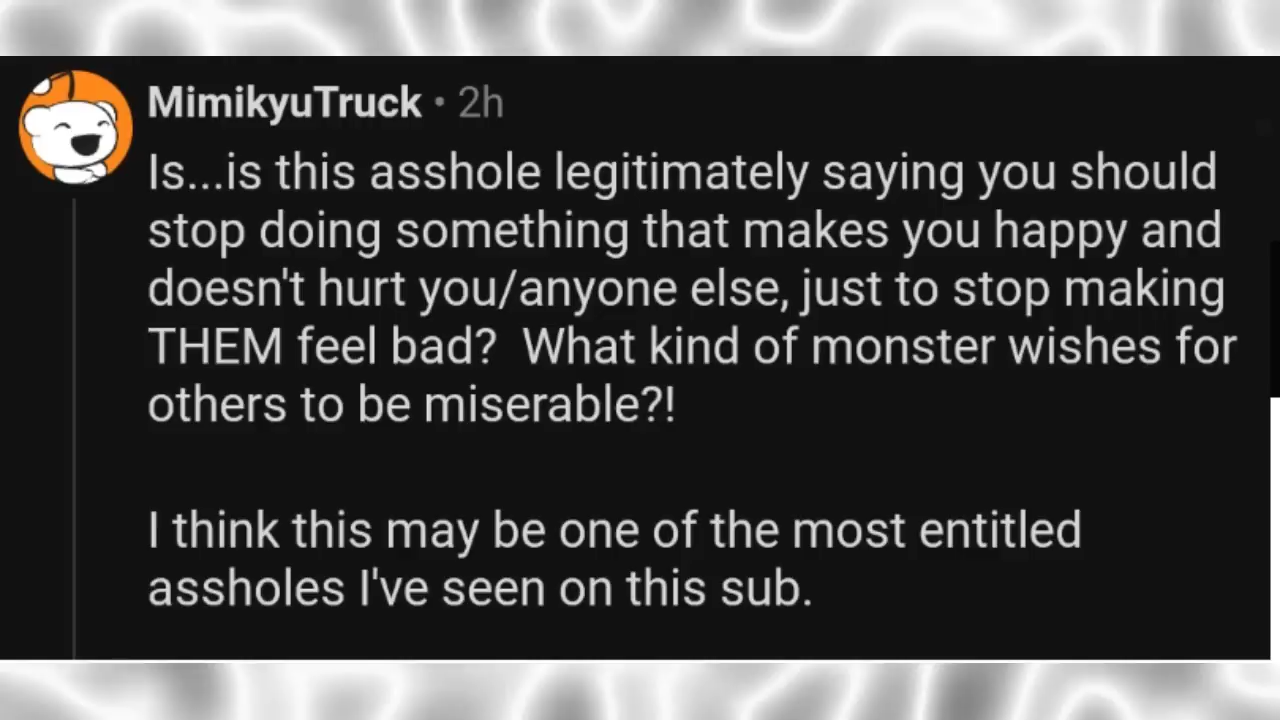 MimikyuTruck • 2h
Is...is this asshole legitimately saying you should
stop doing something that makes you happy and
doesn't hurt you/anyone else, just to stop making
THEM feel bad?  What kind of monster wishes for
others to be miserable?!
I think this may be one of the most entitled
assholes I've seen on this sub.